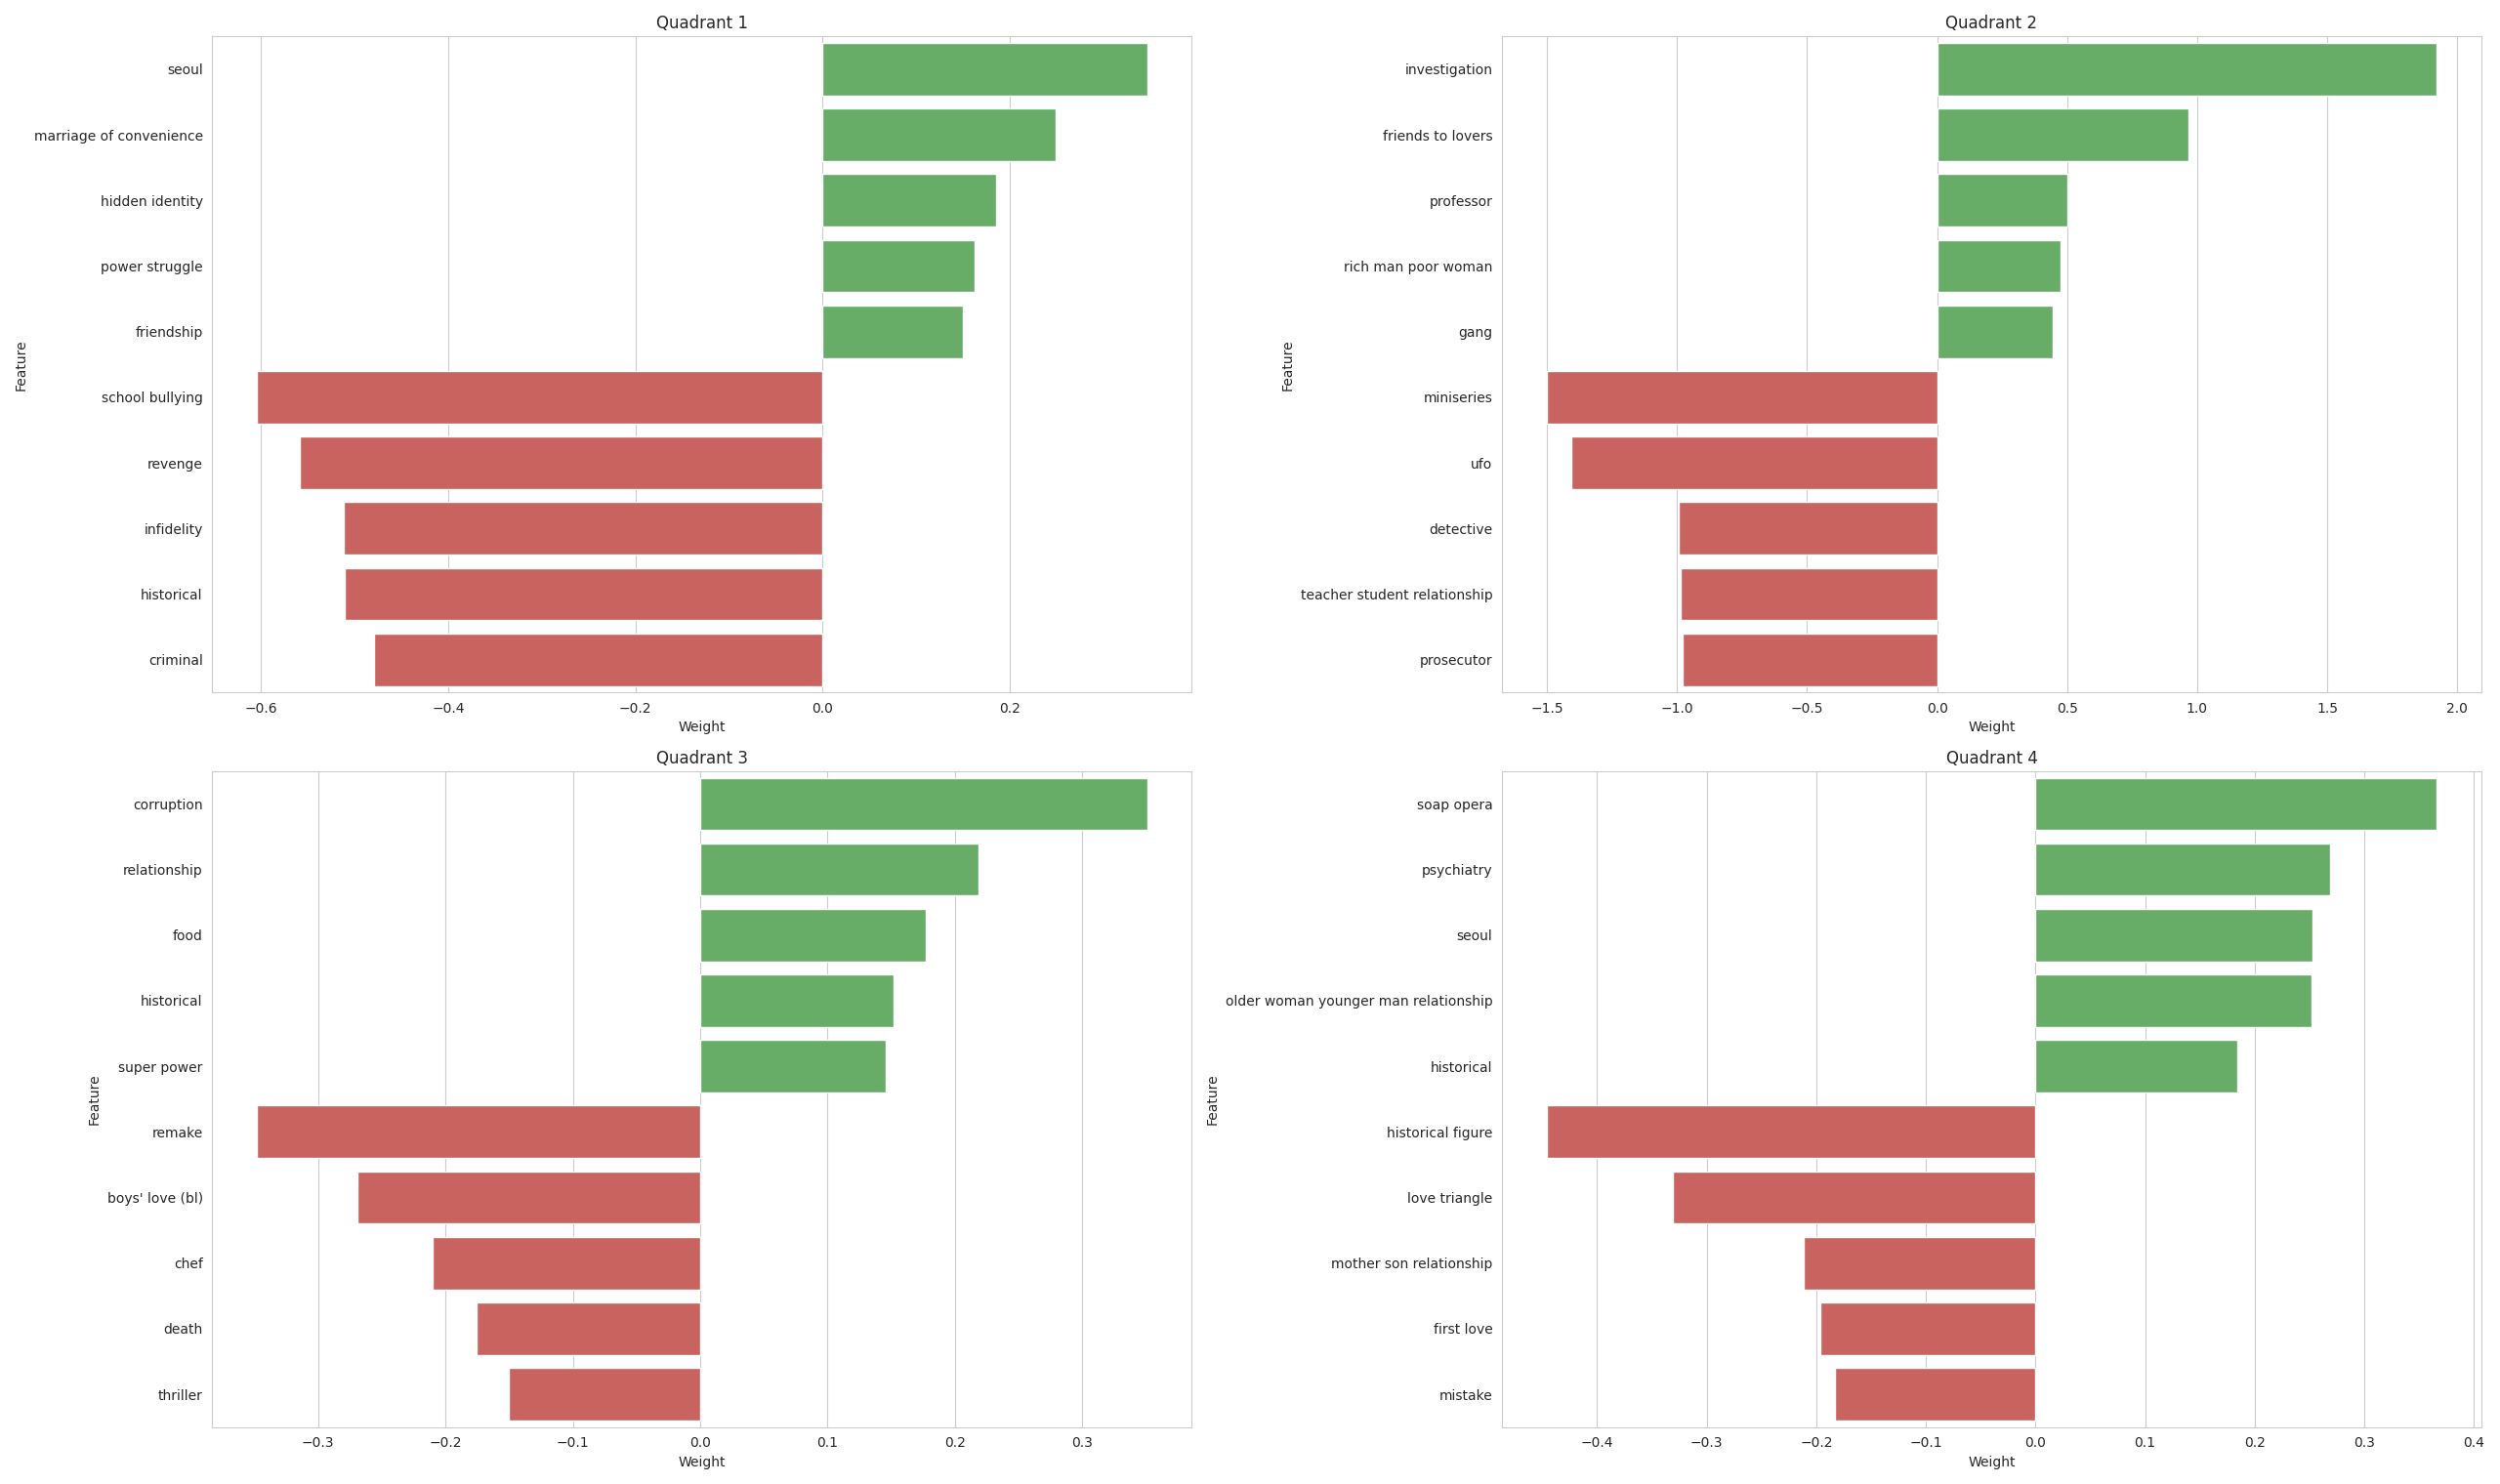 Quadrant 1
Feature
seoul
marriage of convenience
hidden identity
power struggle
friendship
school bullying
revenge
infidelity
historical
criminal
−0.6 −0.4 −0.2 0.0 0.2
Weight
Quadrant 2
Feature
investigation
friends to lovers
professor
rich man poor woman
gang
miniseries
ufo
detective
teacher student relationship
prosecutor
−1.5 −1.0 −0.5 0.0 0.5 1.0 1.5 2.0
Weight
Quadrant 3
Feature
corruption
relationship
food
historical
super power
remake
boys' love (bl)
chef
death
thriller
−0.3 −0.2 −0.1 0.0 0.1 0.2 0.3
Weight
Quadrant 4
Feature
soap opera
psychiatry
seoul
older woman younger man relationship
historical
historical figure
love triangle
mother son relationship
first love
mistake
−0.4 −0.3 −0.2 −0.1 0.0 0.1 0.2 0.3 0.4
Weight